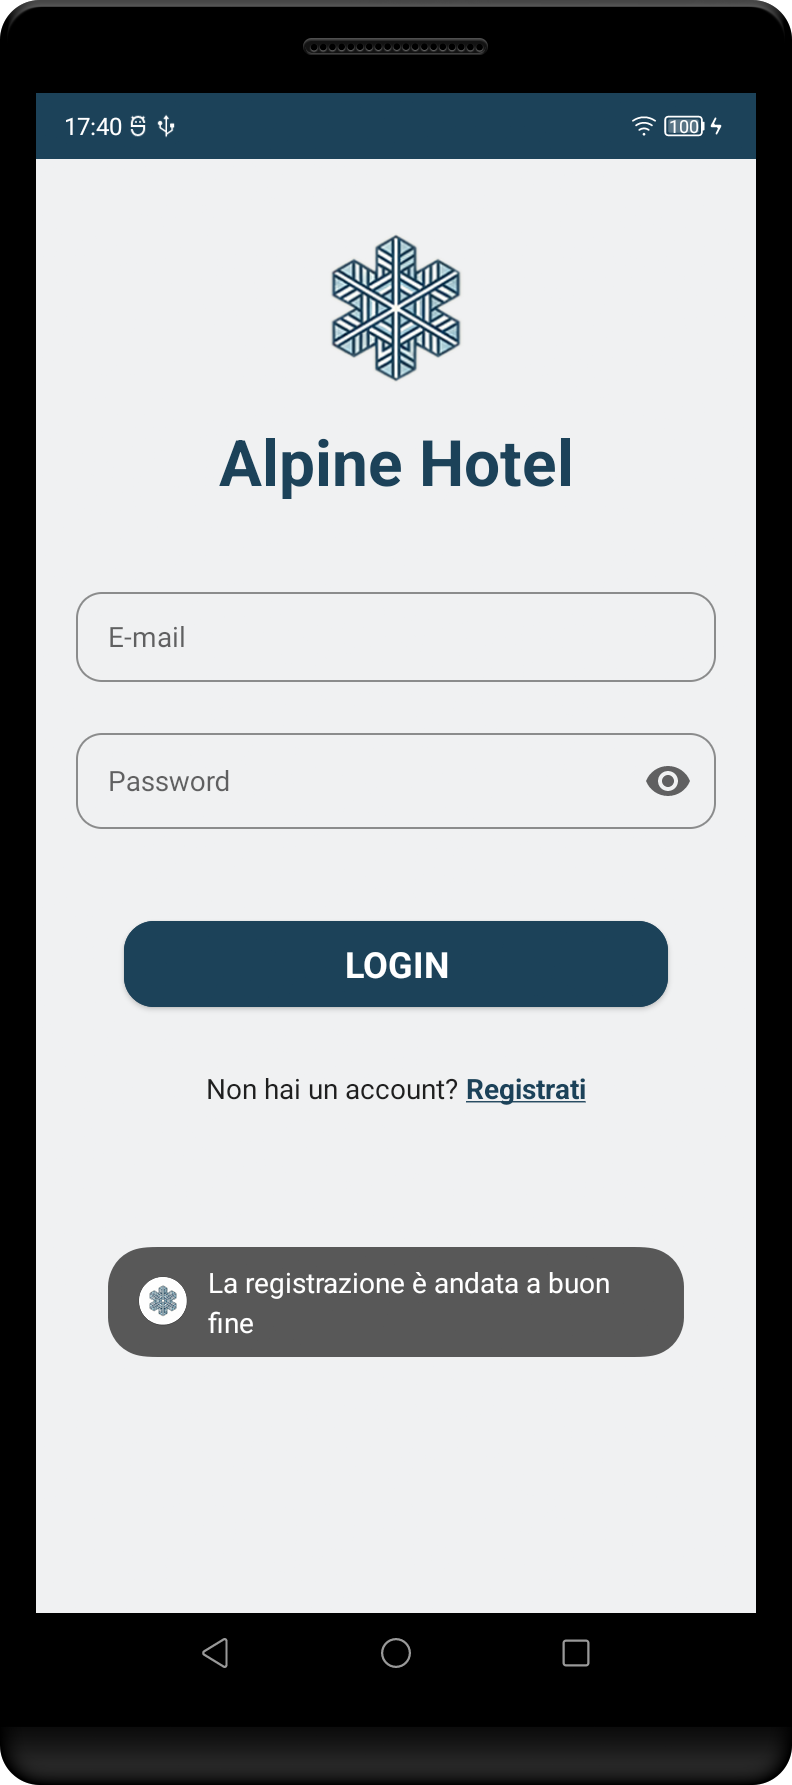 17:40
100
Alpine Hotel
E-mail
Password
LOGIN
Non hai un account? Registrati
La registrazione è andata a buon
fine